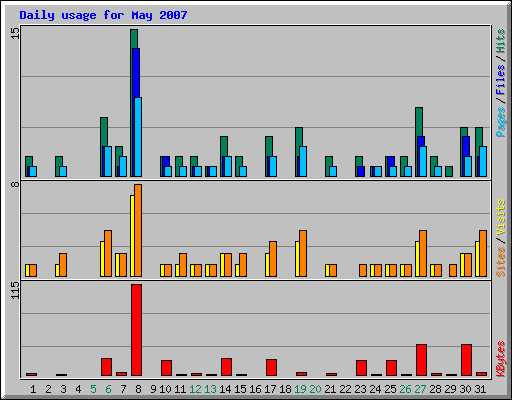 Daily usage for May 2007
15
8
115
Pages / Files / Hits
Sites / Visits
KBytes
1 2 3 4 5 6 7 8 9 10 11 12 13 14 15 16 17 18 19 20 21 22 23 24 25 26 27 28 29 30 31